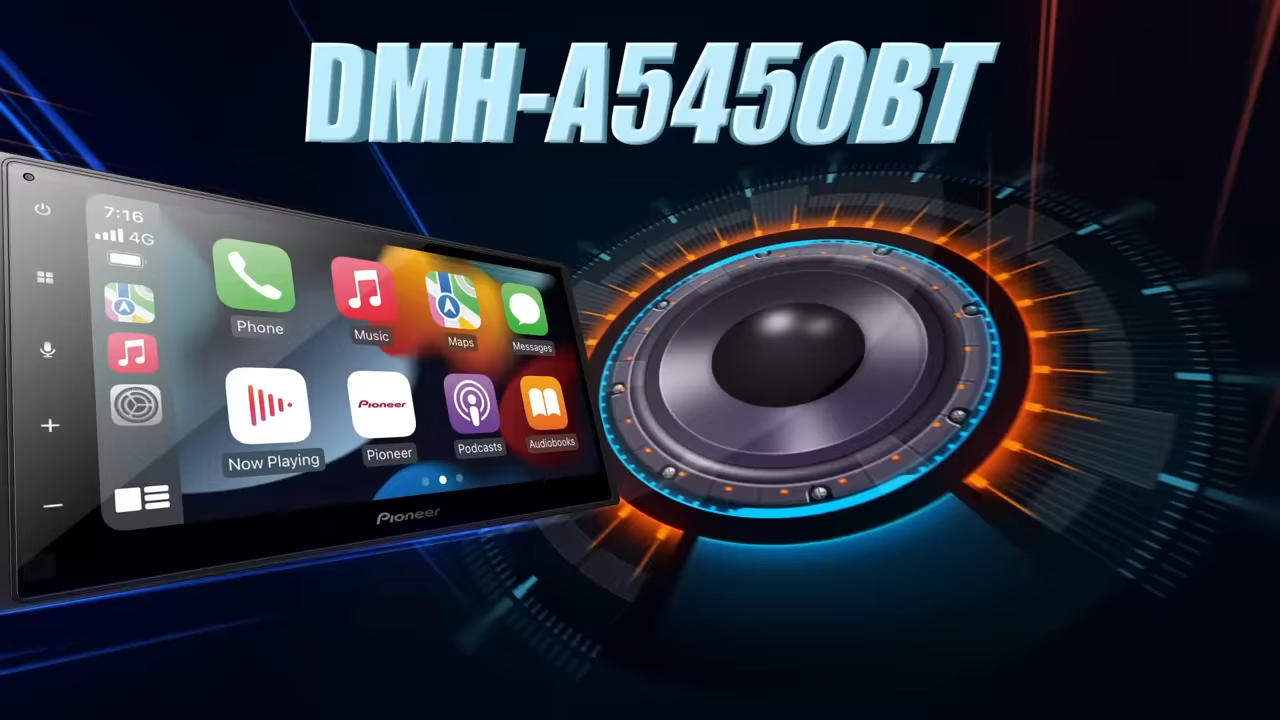 DMH-A5450BT
7:16
4G
Phone
Music
Maps
Messages
Now Playing
Pioneer
Pioneer
Podcasts
Audiobooks
Pioneer